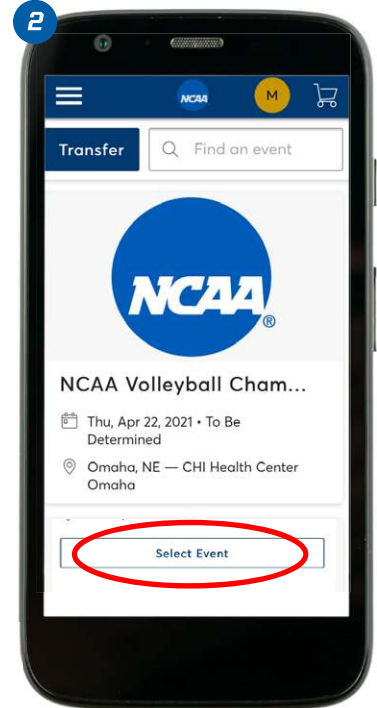 2
NCAA M
Transfer Find an event
NCAA®
NCAA Volleyball Cham...
Thu, Apr 22, 2021 • To Be
Determined
Omaha, NE — CHI Health Center
Omaha
Select Event